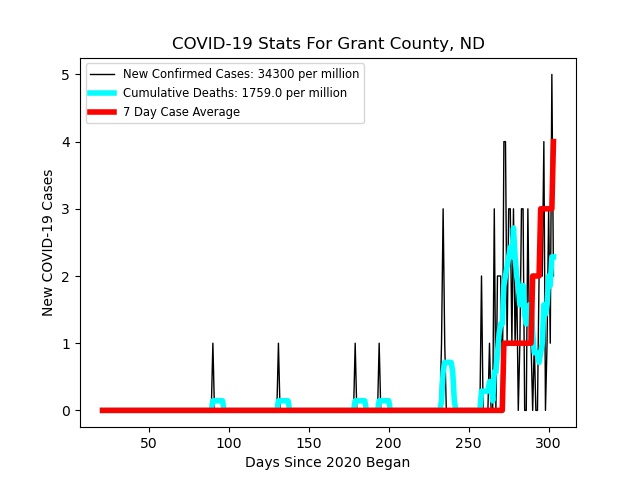 COVID-19 Stats For Grant County, ND
New Confirmed Cases: 34300 per million
Cumulative Deaths: 1759.0 per million
7 Day Case Average
New COVID-19 Cases
5
4
3
2
1
0
50 100 150 200 250 300
Days Since 2020 Began